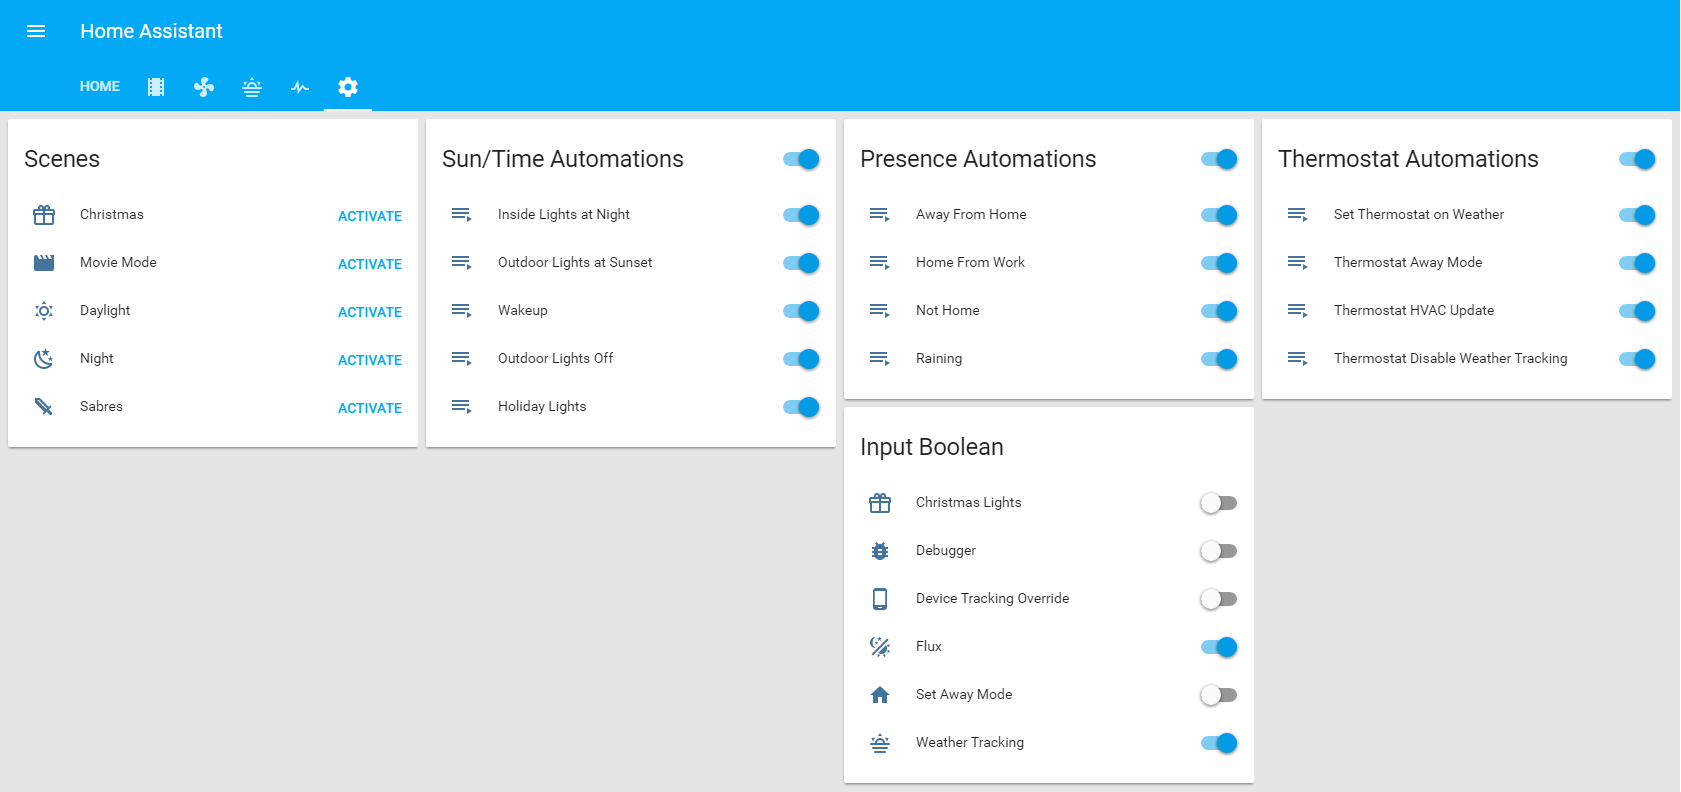 Home Assistant
HOME
Scenes
Christmas ACTIVATE
Movie Mode ACTIVATE
Daylight ACTIVATE
Night ACTIVATE
Sabres ACTIVATE
Sun/Time Automations
Inside Lights at Night
Outdoor Lights at Sunset
Wakeup
Outdoor Lights Off
Holiday Lights
Presence Automations
Away From Home
Home From Work
Not Home
Raining
Input Boolean
Christmas Lights
Debugger
Device Tracking Override
Flux
Set Away Mode
Weather Tracking
Thermostat Automations
Set Thermostat on Weather
Thermostat Away Mode
Thermostat HVAC Update
Thermostat Disable Weather Tracking